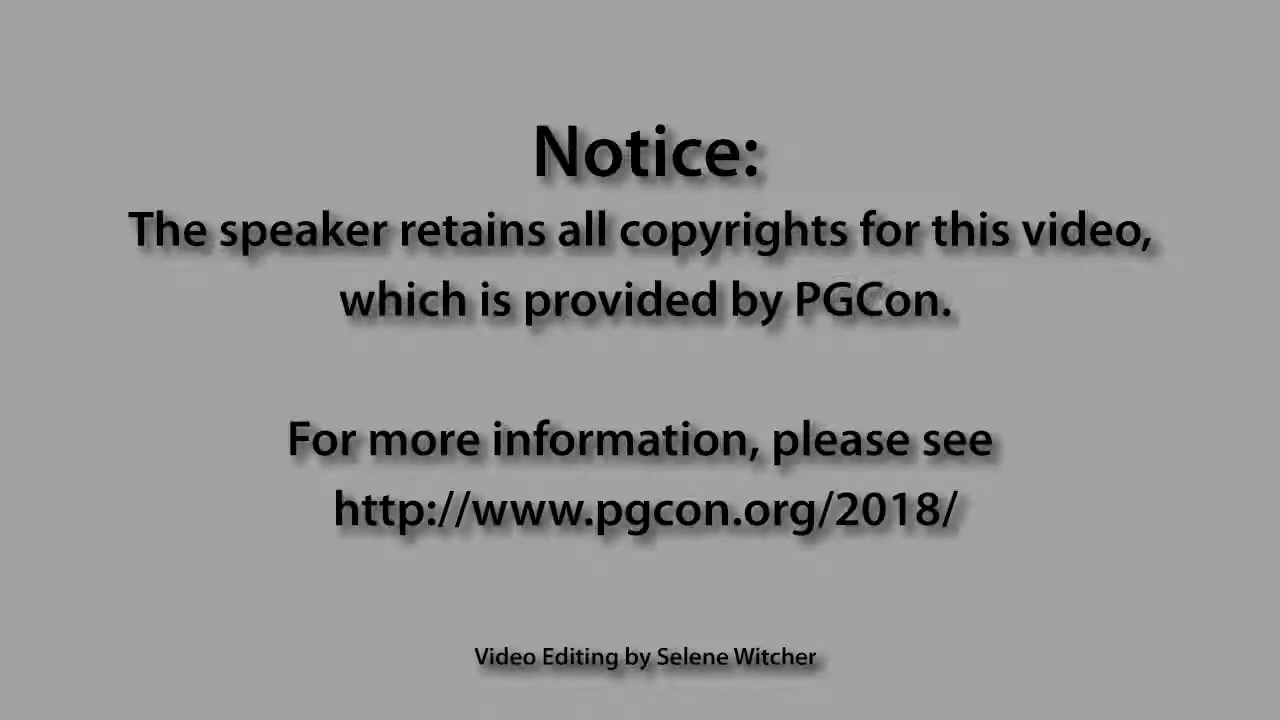 Notice:
The speaker retains all copyrights for this video,
which is provided by PGCon.
For more information, please see
http://www.pgcon.org/2018/
Video Editing by Selene Witcher